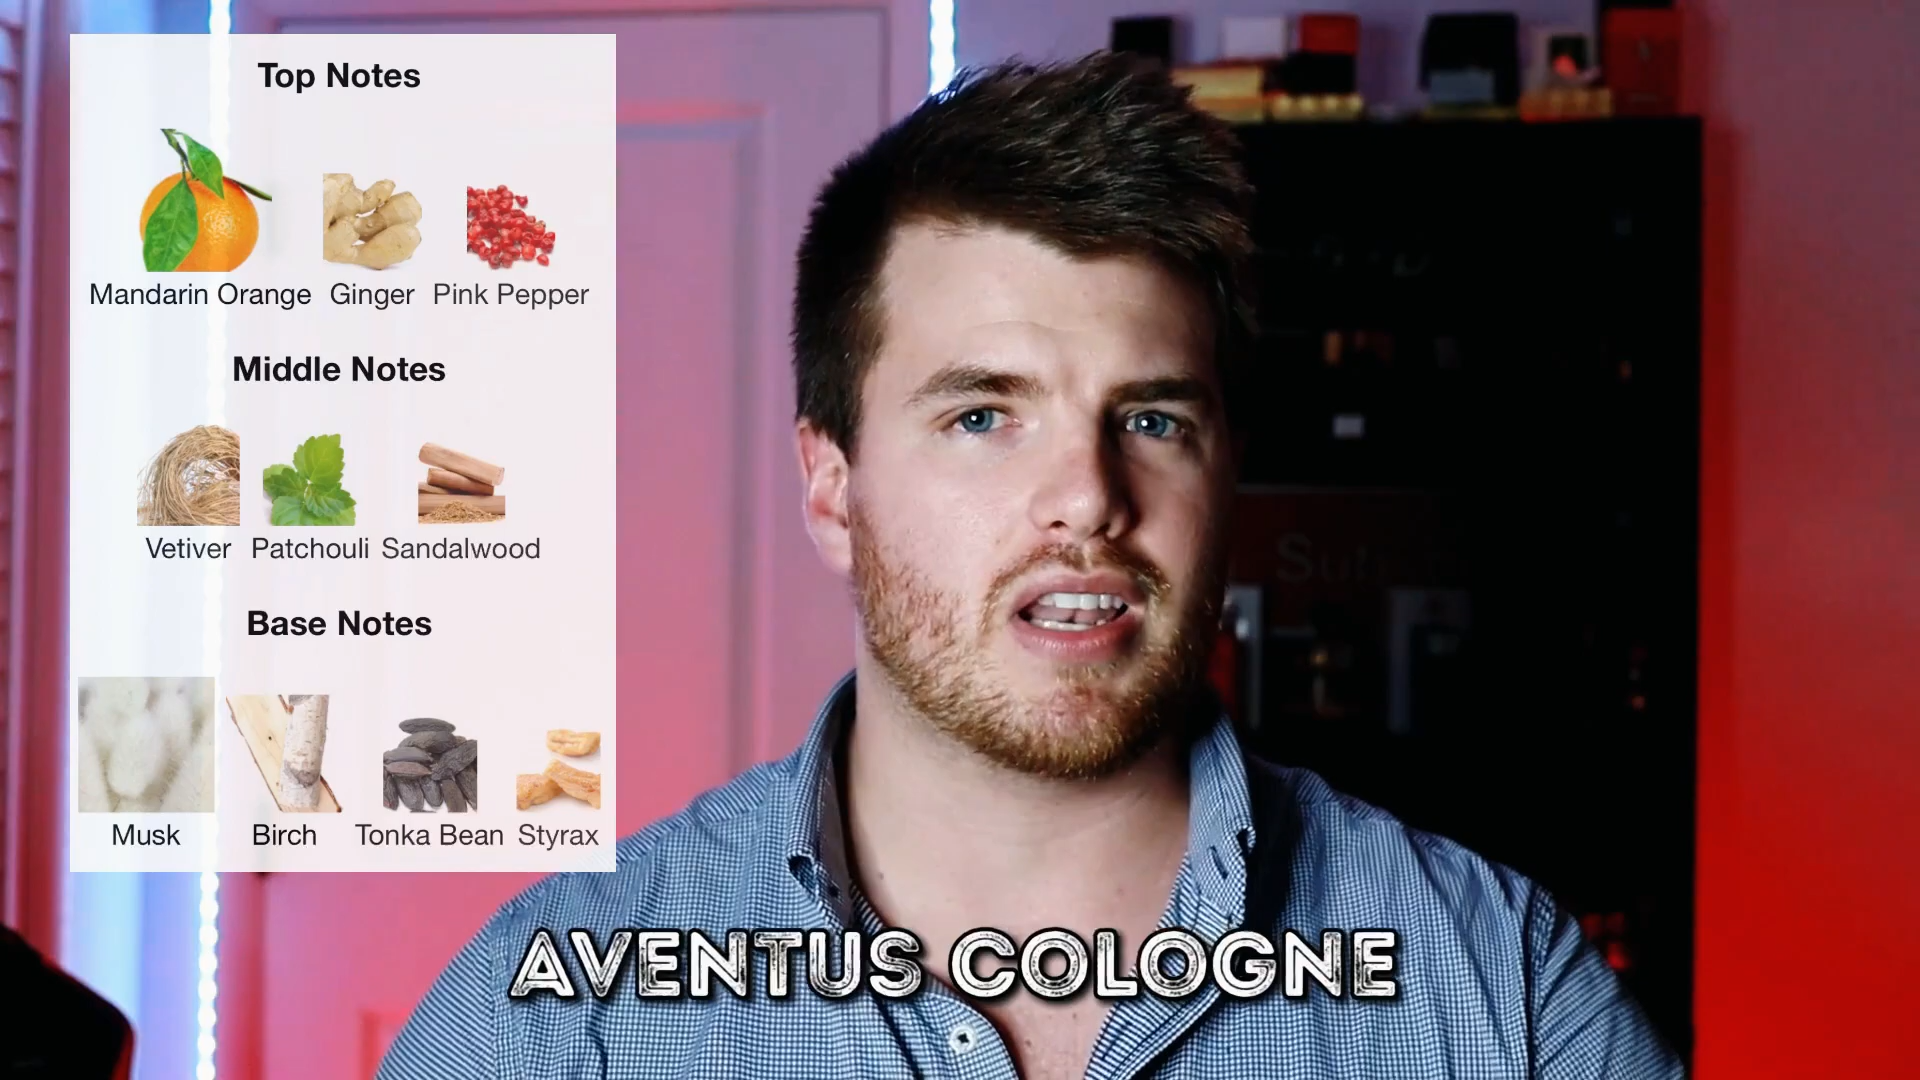 Top Notes
Mandarin Orange Ginger Pink Pepper
Middle Notes
Vetiver Patchouli Sandalwood
Base Notes
Musk Birch Tonka Bean Styrax
AVENTUS COLOGNE